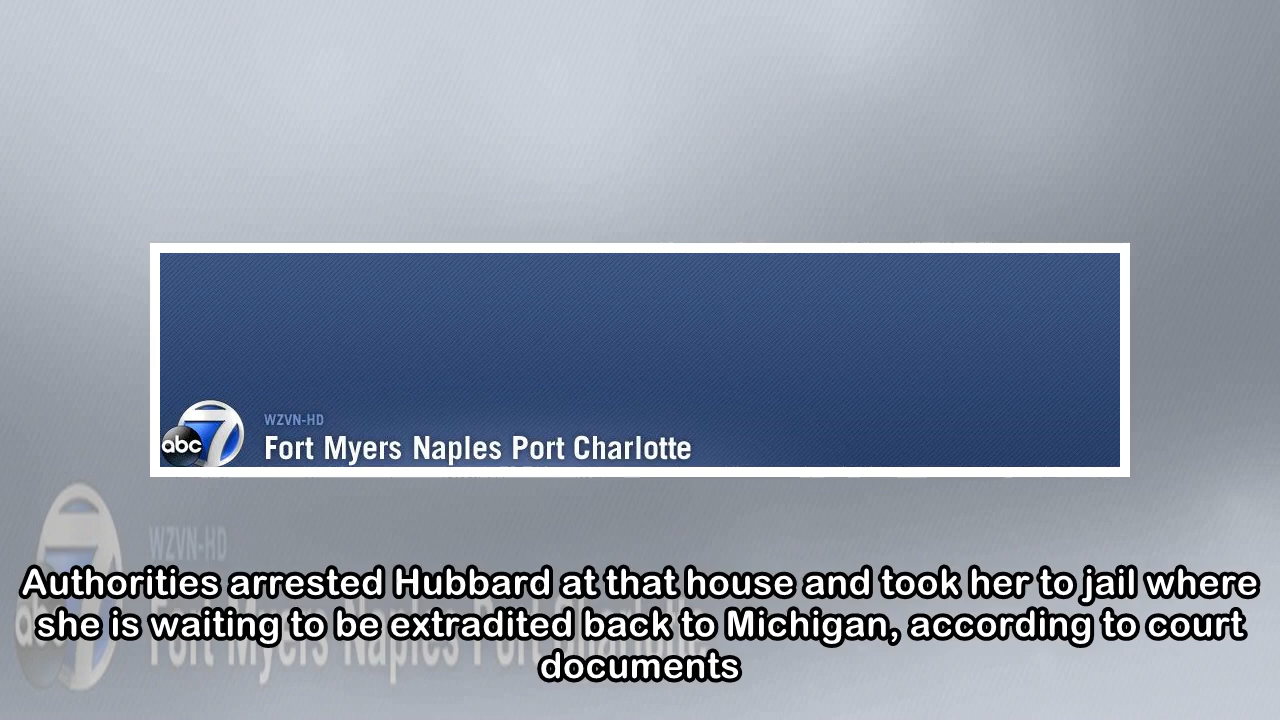 WZVN-HD
abc 7
Fort Myers Naples Port Charlotte
WZVN-HD
Authorities arrested Hubbard at that house and took her to jail where
she is waiting to be extradited back to Michigan, according to court
documents